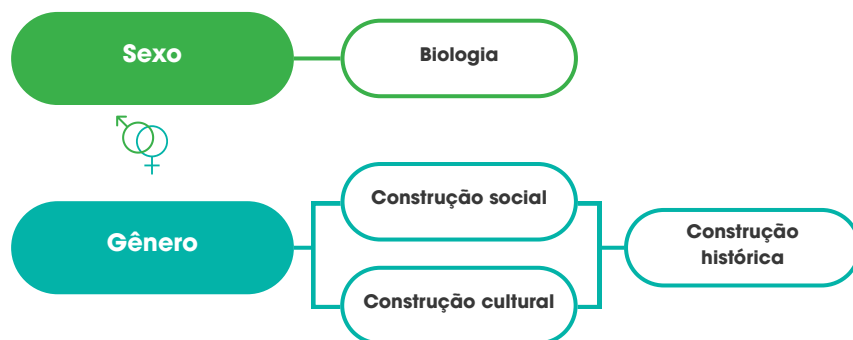 Sexo
Biologia
Gênero
Construção social
Construção cultural
Construção
histórica